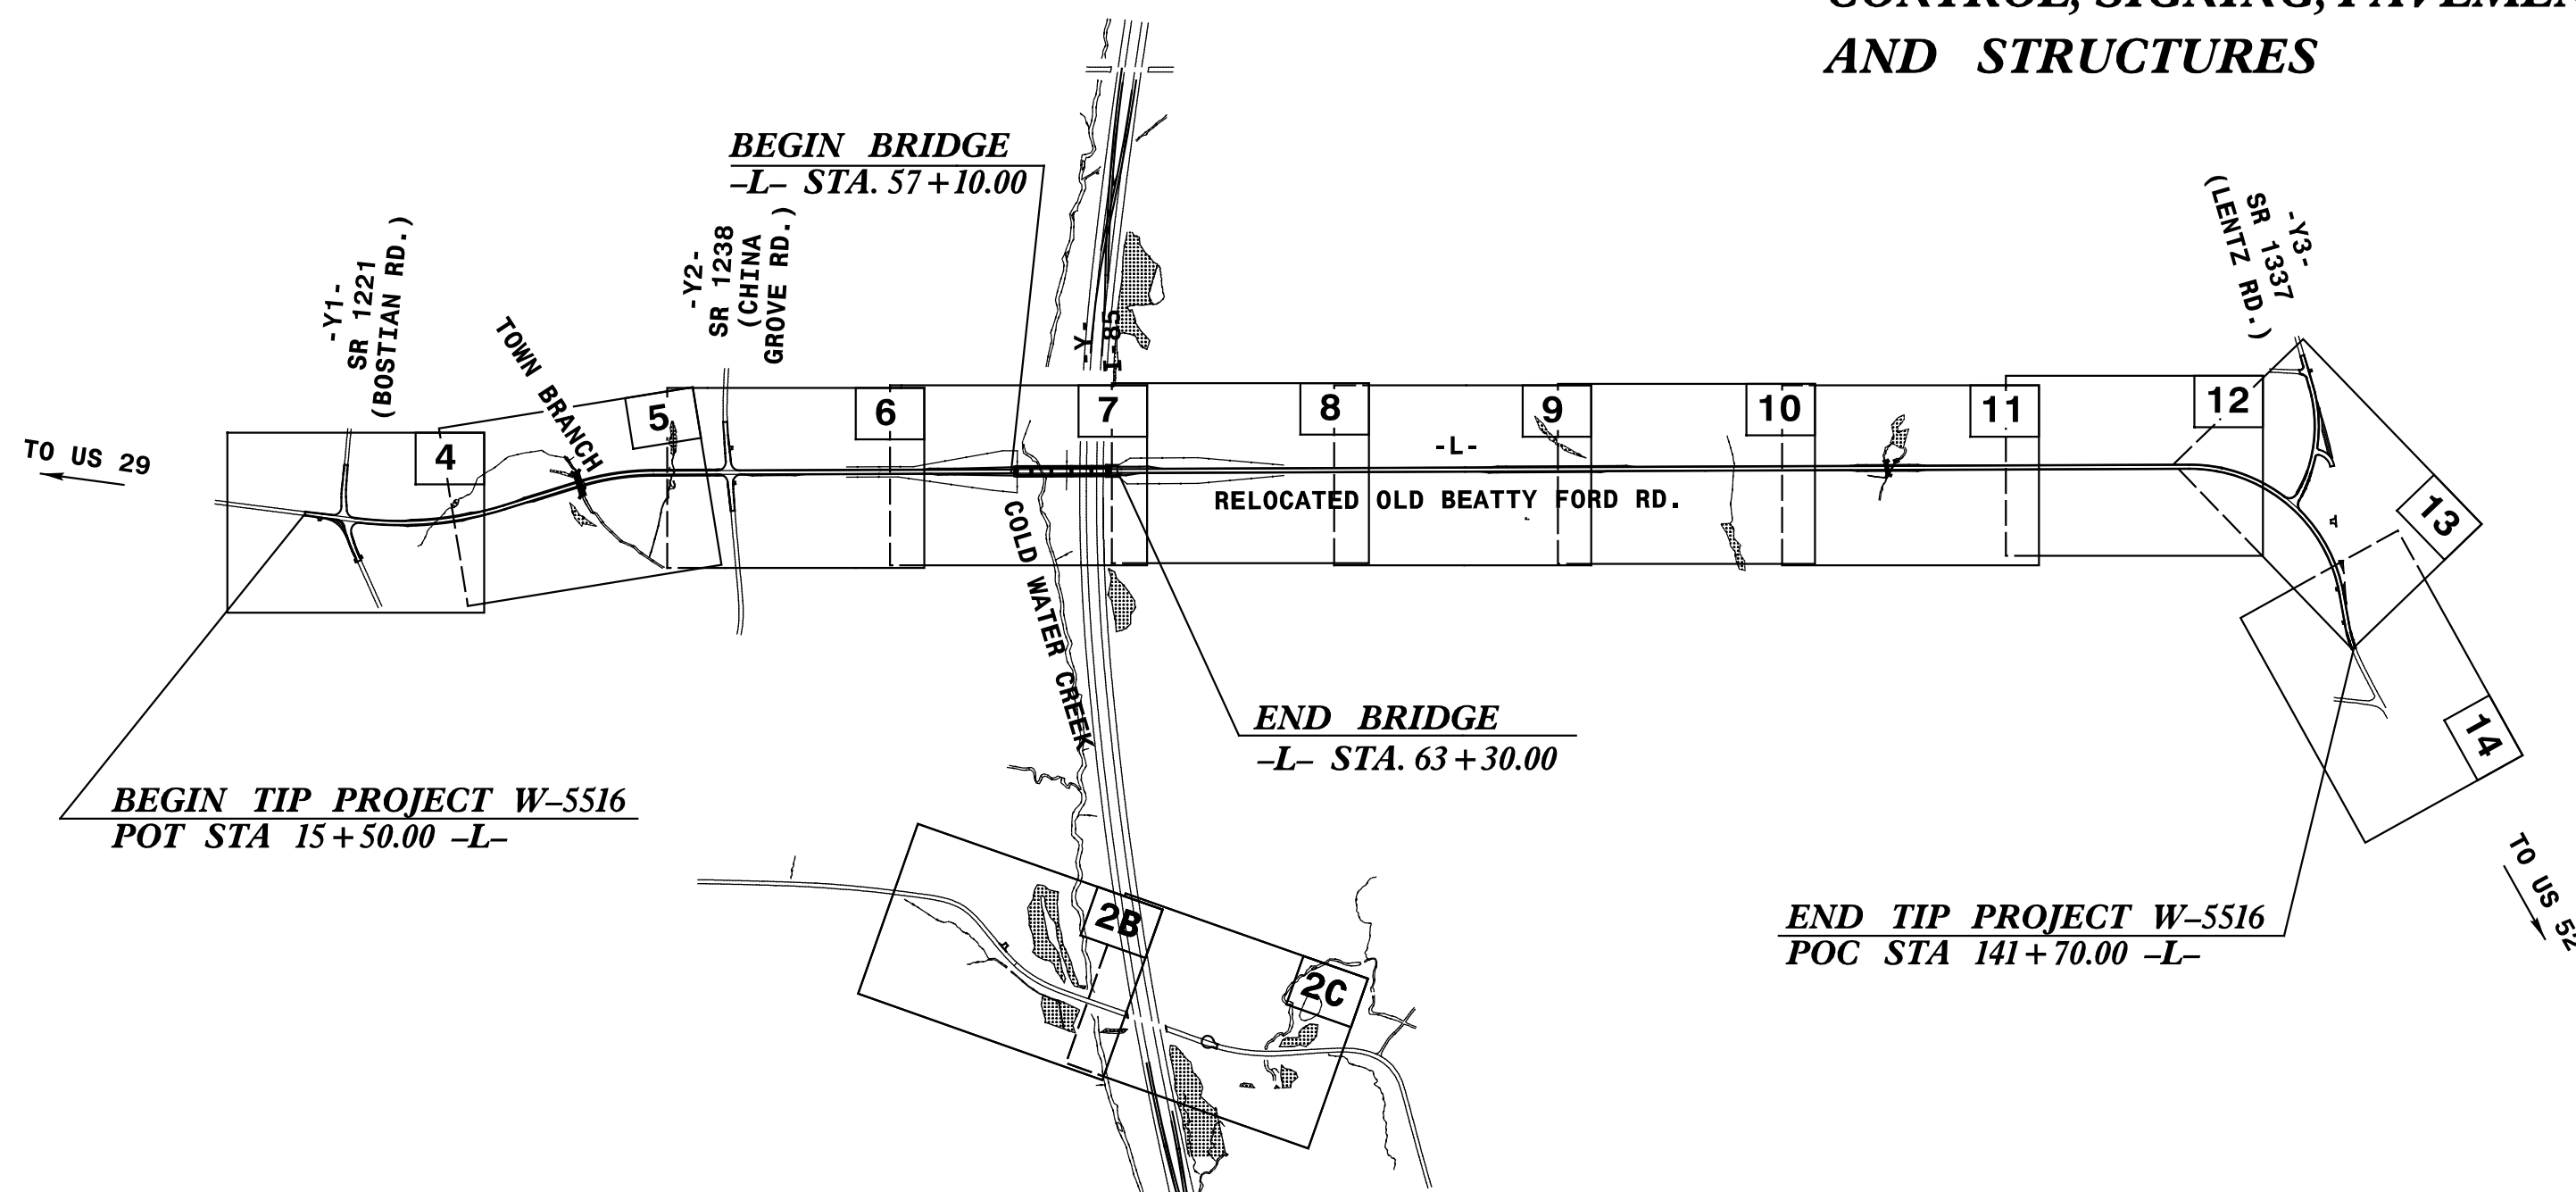 CONTROL, SIGNING,
AND STRUCTURES
BEGIN BRIDGE
–L– STA. 57+10.00
-Y1-
SR 1221
(BOSTIAN RD.)
TOWN BRANCH
-Y2-
SR 1238
(CHINA
GROVE RD.)
-Y-
I-85
-Y3-
SR 1337
(LENTZ RD.)
TO US 29
4
5
6
7
8
9
10
11
12
13
14
-L-
RELOCATED OLD BEATTY FORD RD.
COLD WATER CREEK
END BRIDGE
–L– STA. 63+30.00
BEGIN TIP PROJECT W–5516
POT STA 15+50.00 –L–
2B
2C
END TIP PROJECT W–5516
POC STA 141+70.00 –L–
TO US 52